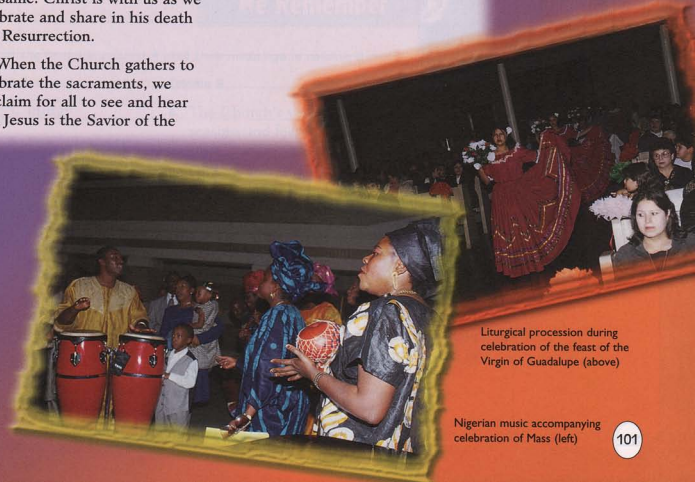 same. Christ is with us as we
brate and share in his death
Resurrection.
When the Church gathers to
brate the sacraments, we
claim for all to see and hear
Jesus is the Savior of the
Liturgical procession during
celebration of the feast of the
Virgin of Guadalupe (above)
Nigerian music accompanying
celebration of Mass (left)
101